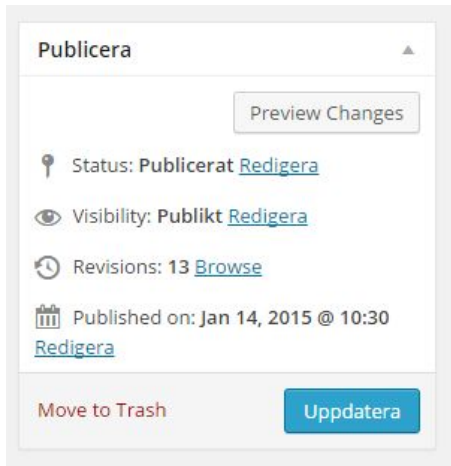 Publicera
Preview Changes
Status: Publicerat Redigera
Visibility: Publikt Redigera
Revisions: 13 Browse
Published on: Jan 14, 2015 @ 10:30
Redigera
Move to Trash
Uppdatera